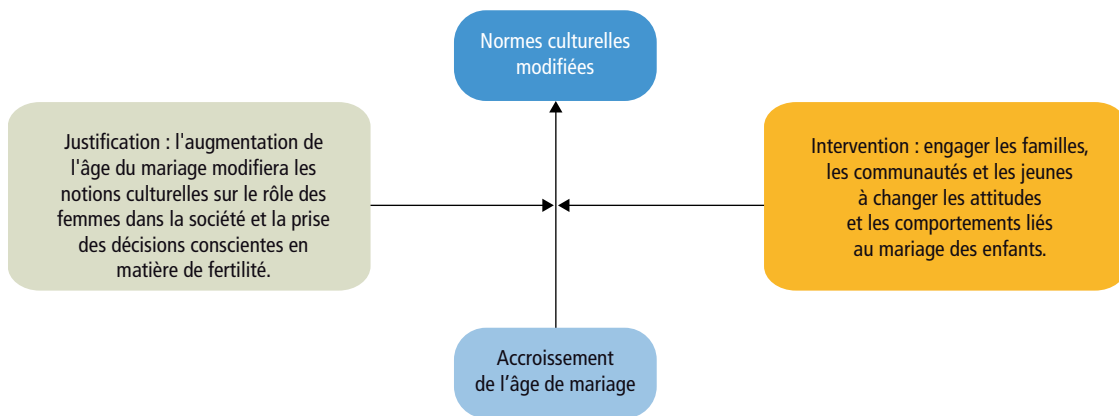 Normes culturelles
modifiées
Justification : l'augmentation de
l'âge du mariage modifiera les
notions culturelles sur le rôle des
femmes dans la société et la prise
des décisions conscientes en
matière de fertilité.
Intervention : engager les familles,
les communautés et les jeunes
à changer les attitudes
et les comportements liés
au mariage des enfants.
Accroissement
de l’âge de mariage